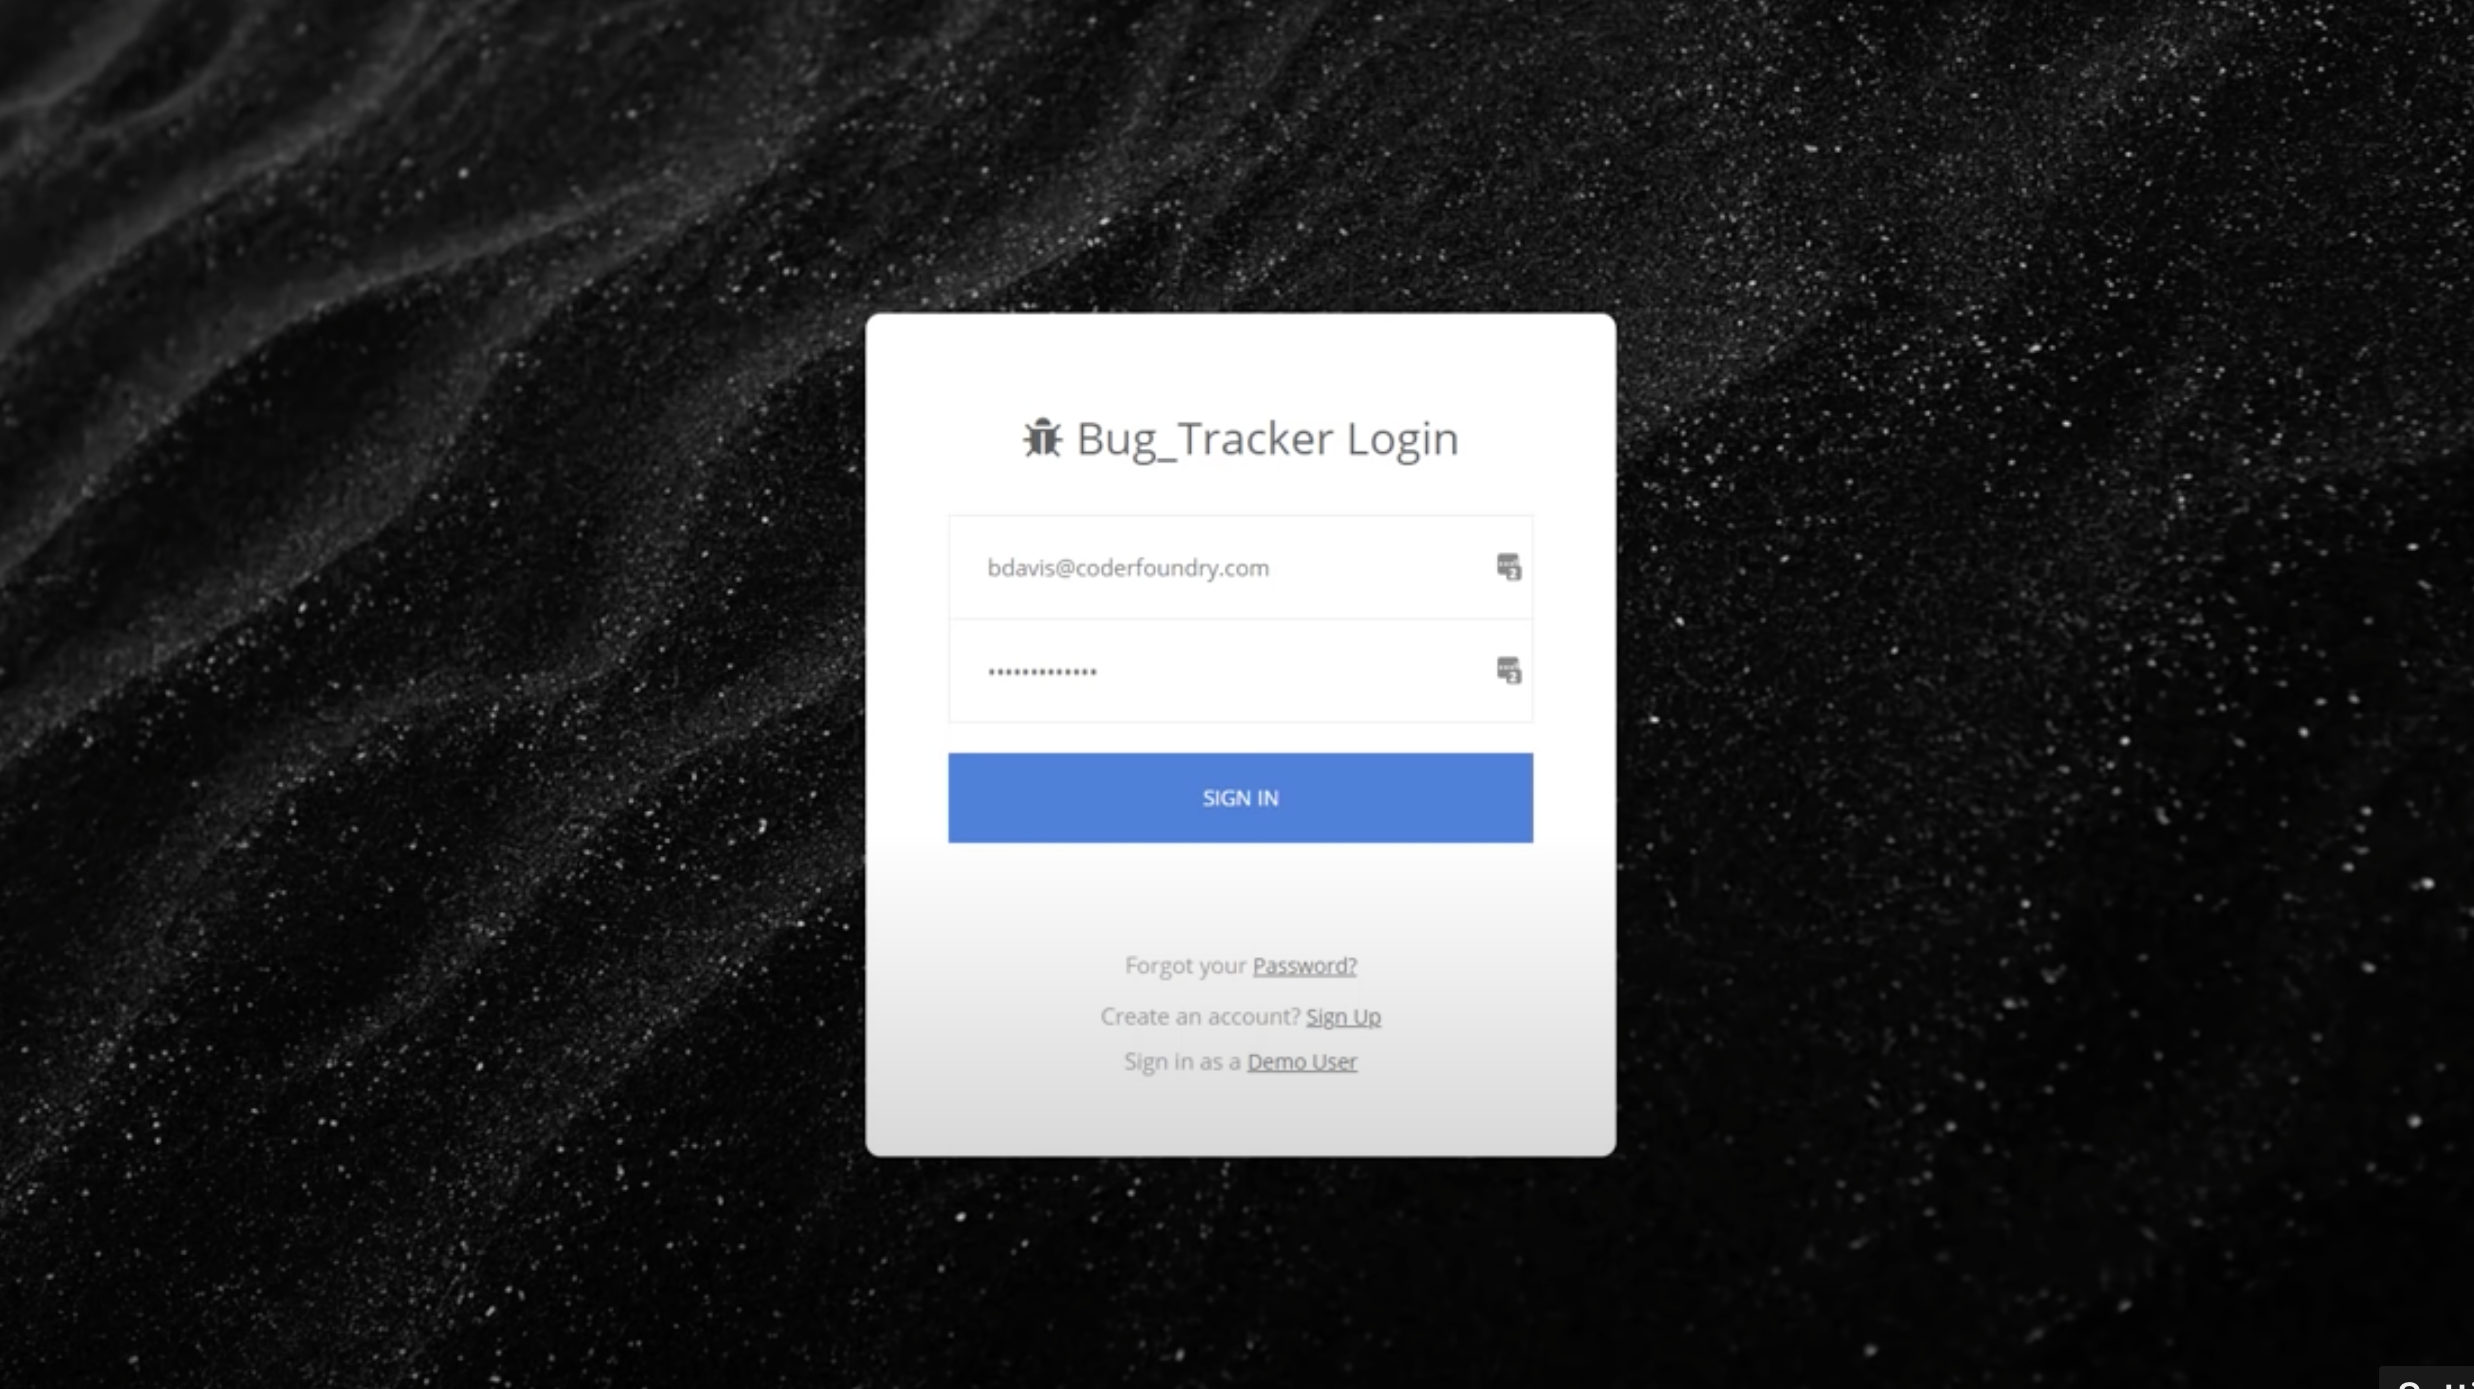 Bug_Tracker Login
bdavis@coderfoundry.com
•••••••••••••
SIGN IN
Forgot your Password?
Create an account? Sign Up
Sign in as a Demo User